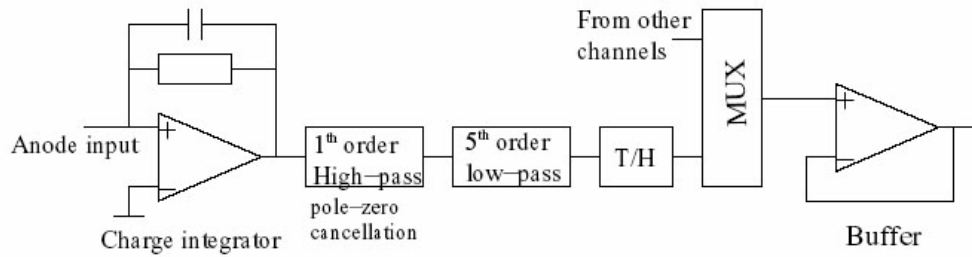 Anode input
+
−
Charge integrator
1th order
High−pass
pole−zero
cancellation
5th order
low−pass
T/H
From other
channels
MUX
+
−
Buffer